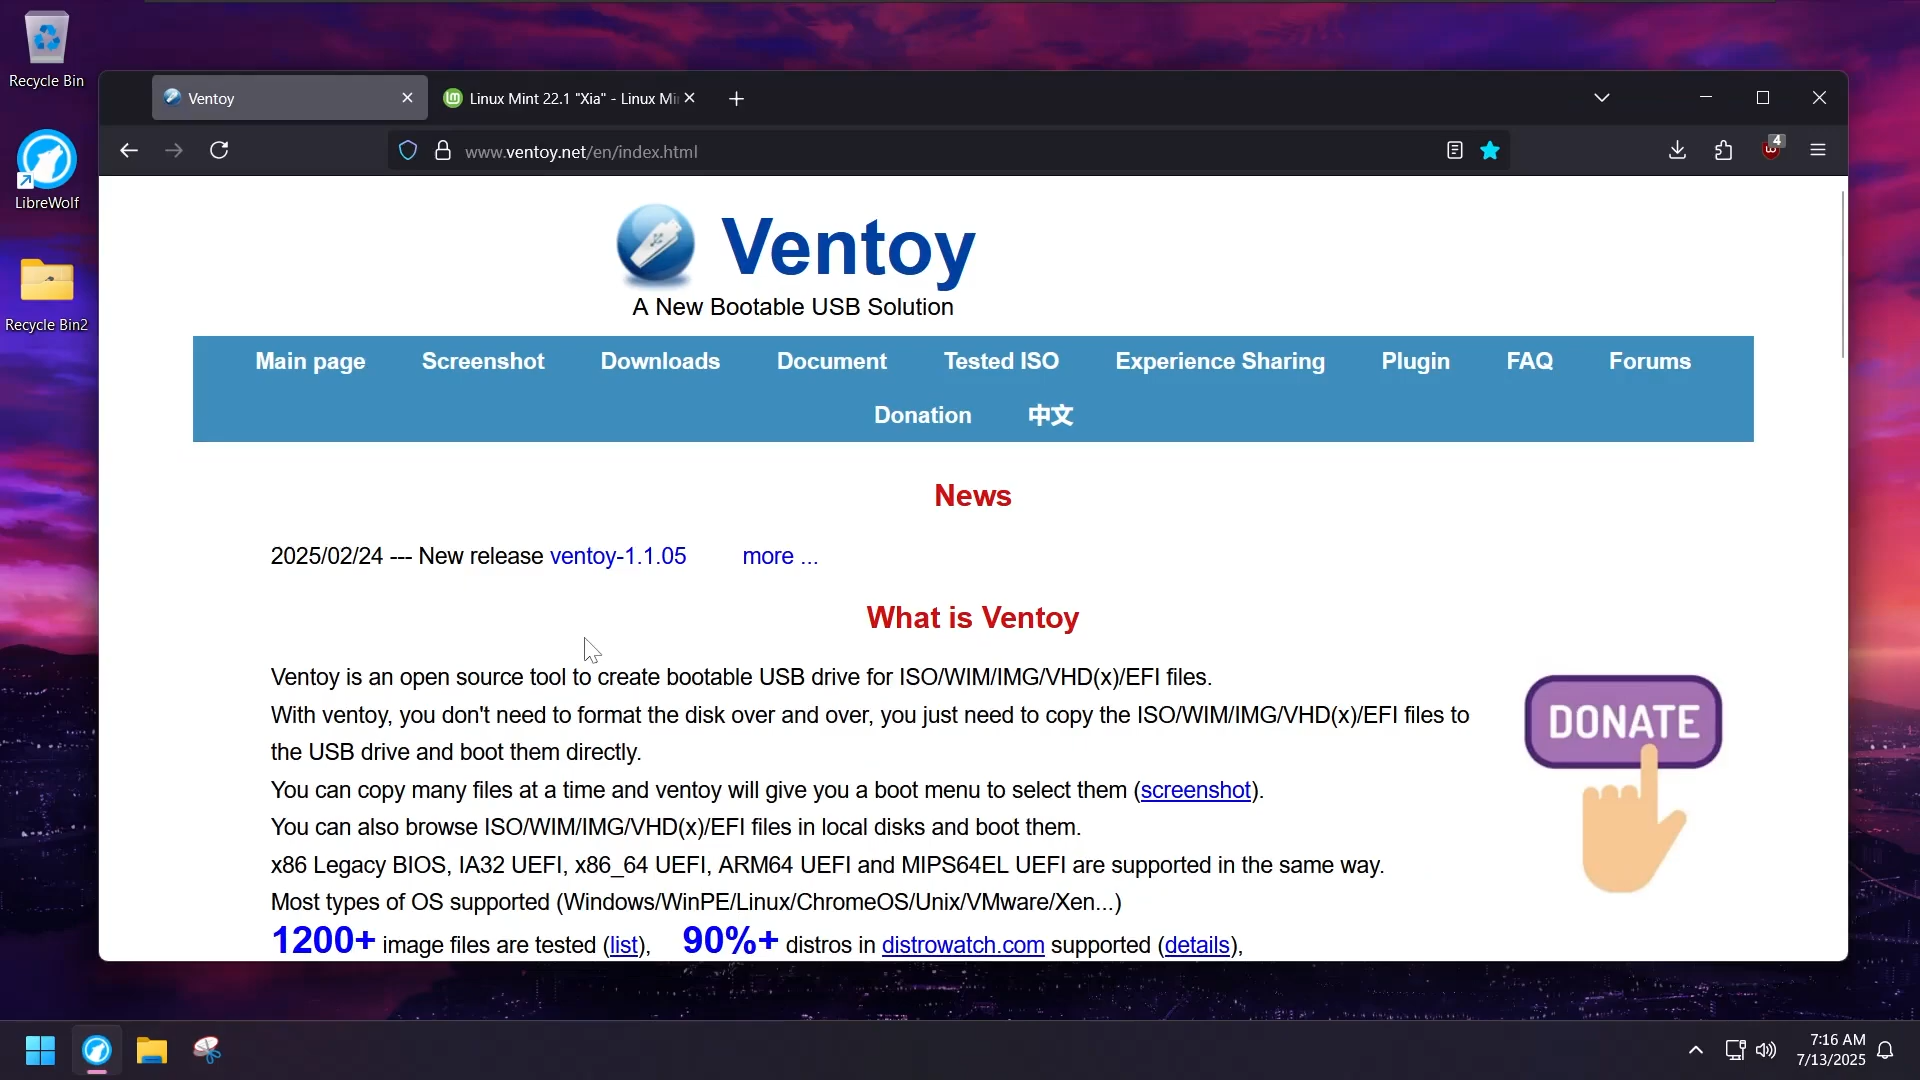 Recycle Bin
LibreWolf
Recycle Bin2
Ventoy
Linux Mint 22.1 "Xia" - Linux Mi
www.ventoy.net/en/index.html
4
Ventoy
A New Bootable USB Solution
Main page Screenshot Downloads Document Tested ISO Experience Sharing Plugin FAQ Forums
Donation 中文
News
2025/02/24 --- New release ventoy-1.1.05 more ...
What is Ventoy
Ventoy is an open source tool to create bootable USB drive for ISO/WIM/IMG/VHD(x)/EFI files.
With ventoy, you don't need to format the disk over and over, you just need to copy the ISO/WIM/IMG/VHD(x)/EFI files to
the USB drive and boot them directly.
You can copy many files at a time and ventoy will give you a boot menu to select them (screenshot).
You can also browse ISO/WIM/IMG/VHD(x)/EFI files in local disks and boot them.
x86 Legacy BIOS, IA32 UEFI, x86_64 UEFI, ARM64 UEFI and MIPS64EL UEFI are supported in the same way.
Most types of OS supported (Windows/WinPE/Linux/ChromeOS/Unix/VMware/Xen...)
1200+ image files are tested (list), 90%+ distros in distrowatch.com supported (details),
DONATE
7:16 AM
7/13/2025